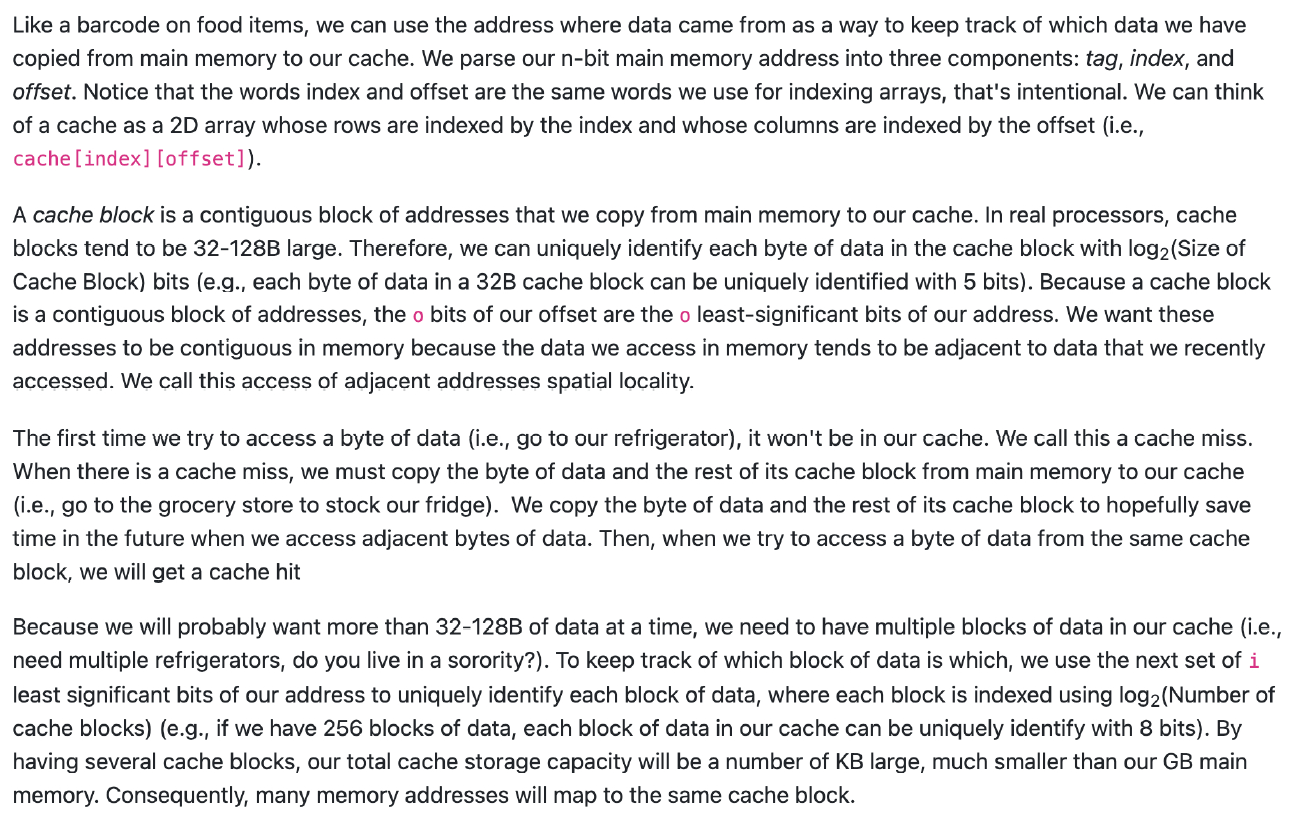 Like a barcode on food items, we can use the address where data came from as a way to keep track of which data we have
copied from main memory to our cache. We parse our n-bit main memory address into three components: tag, index, and
offset. Notice that the words index and offset are the same words we use for indexing arrays, that's intentional. We can think
of a cache as a 2D array whose rows are indexed by the index and whose columns are indexed by the offset (i.e.,
cache[index][offset]).
A cache block is a contiguous block of addresses that we copy from main memory to our cache. In real processors, cache
blocks tend to be 32-128B large. Therefore, we can uniquely identify each byte of data in the cache block with log₂(Size of
Cache Block) bits (e.g., each byte of data in a 32B cache block can be uniquely identified with 5 bits). Because a cache block
is a contiguous block of addresses, the o bits of our offset are the o least-significant bits of our address. We want these
addresses to be contiguous in memory because the data we access in memory tends to be adjacent to data that we recently
accessed. We call this access of adjacent addresses spatial locality.
The first time we try to access a byte of data (i.e., go to our refrigerator), it won't be in our cache. We call this a cache miss.
When there is a cache miss, we must copy the byte of data and the rest of its cache block from main memory to our cache
(i.e., go to the grocery store to stock our fridge).  We copy the byte of data and the rest of its cache block to hopefully save
time in the future when we access adjacent bytes of data. Then, when we try to access a byte of data from the same cache
block, we will get a cache hit
Because we will probably want more than 32-128B of data at a time, we need to have multiple blocks of data in our cache (i.e.,
need multiple refrigerators, do you live in a sorority?). To keep track of which block of data is which, we use the next set of i
least significant bits of our address to uniquely identify each block of data, where each block is indexed using log₂(Number of
cache blocks) (e.g., if we have 256 blocks of data, each block of data in our cache can be uniquely identify with 8 bits). By
having several cache blocks, our total cache storage capacity will be a number of KB large, much smaller than our GB main
memory. Consequently, many memory addresses will map to the same cache block.